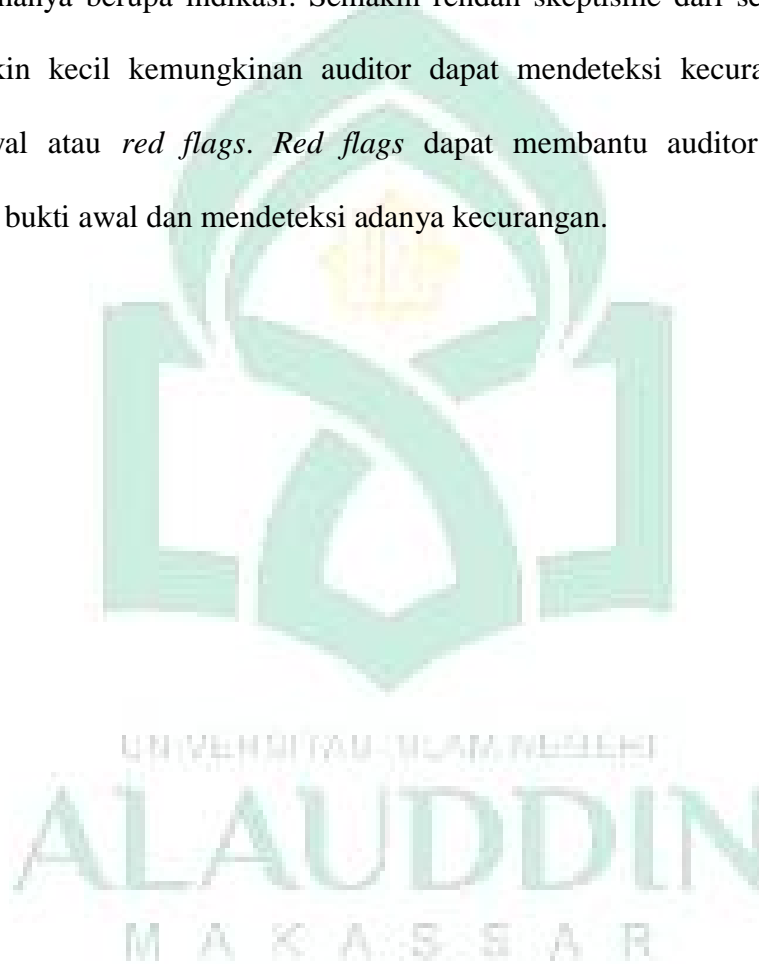 hanya berupa indikasi. Semakin rendah skeptisme dari se
kin kecil kemungkinan auditor dapat mendeteksi kecura
val atau red flags. Red flags dapat membantu auditor
bukti awal dan mendeteksi adanya kecurangan.
UNIVERSITAS ISLAM NEGERI
ALAUDDIN
MAKASSAR